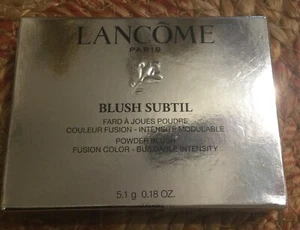 LANCÔME
PARIS
BLUSH SUBTIL
FARD À JOUES POUDRE
COULEUR FUSION - INTENSITÉ MODULABLE
POWDER BLUSH
FUSION COLOR - BUILDABLE INTENSITY
5.1 g 0.18 OZ.